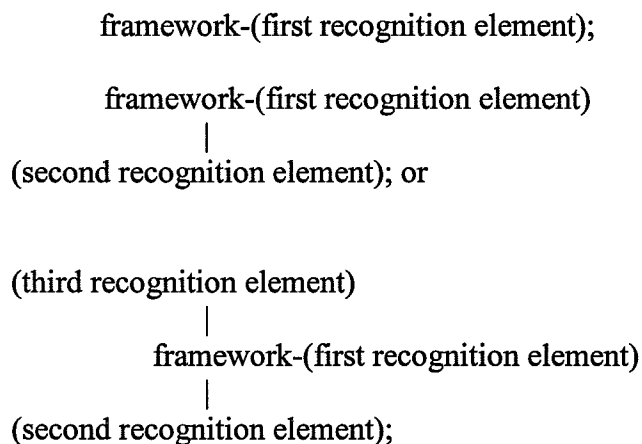 framework-(first recognition element);
framework-(first recognition element)
|
(second recognition element); or
(third recognition element)
|
framework-(first recognition element)
|
(second recognition element);